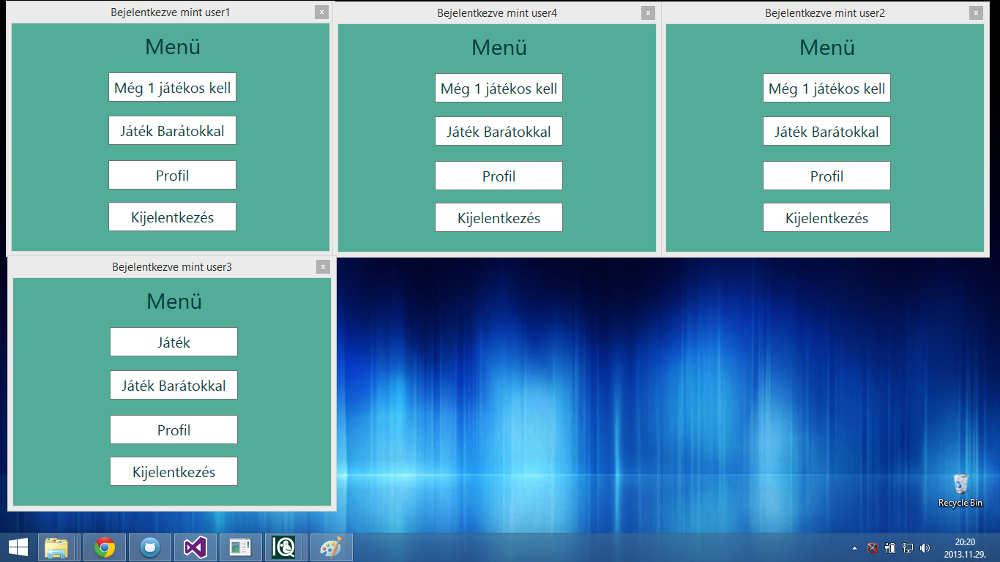 Bejelentkezve mint user1
x
Menü
Még 1 játékos kell
Játék Barátokkal
Profil
Kijelentkezés
Bejelentkezve mint user4
x
Menü
Még 1 játékos kell
Játék Barátokkal
Profil
Kijelentkezés
Bejelentkezve mint user2
x
Menü
Még 1 játékos kell
Játék Barátokkal
Profil
Kijelentkezés
Bejelentkezve mint user3
x
Menü
Játék
Játék Barátokkal
Profil
Kijelentkezés
Recycle Bin
IQ
20:20
2013.11.29.